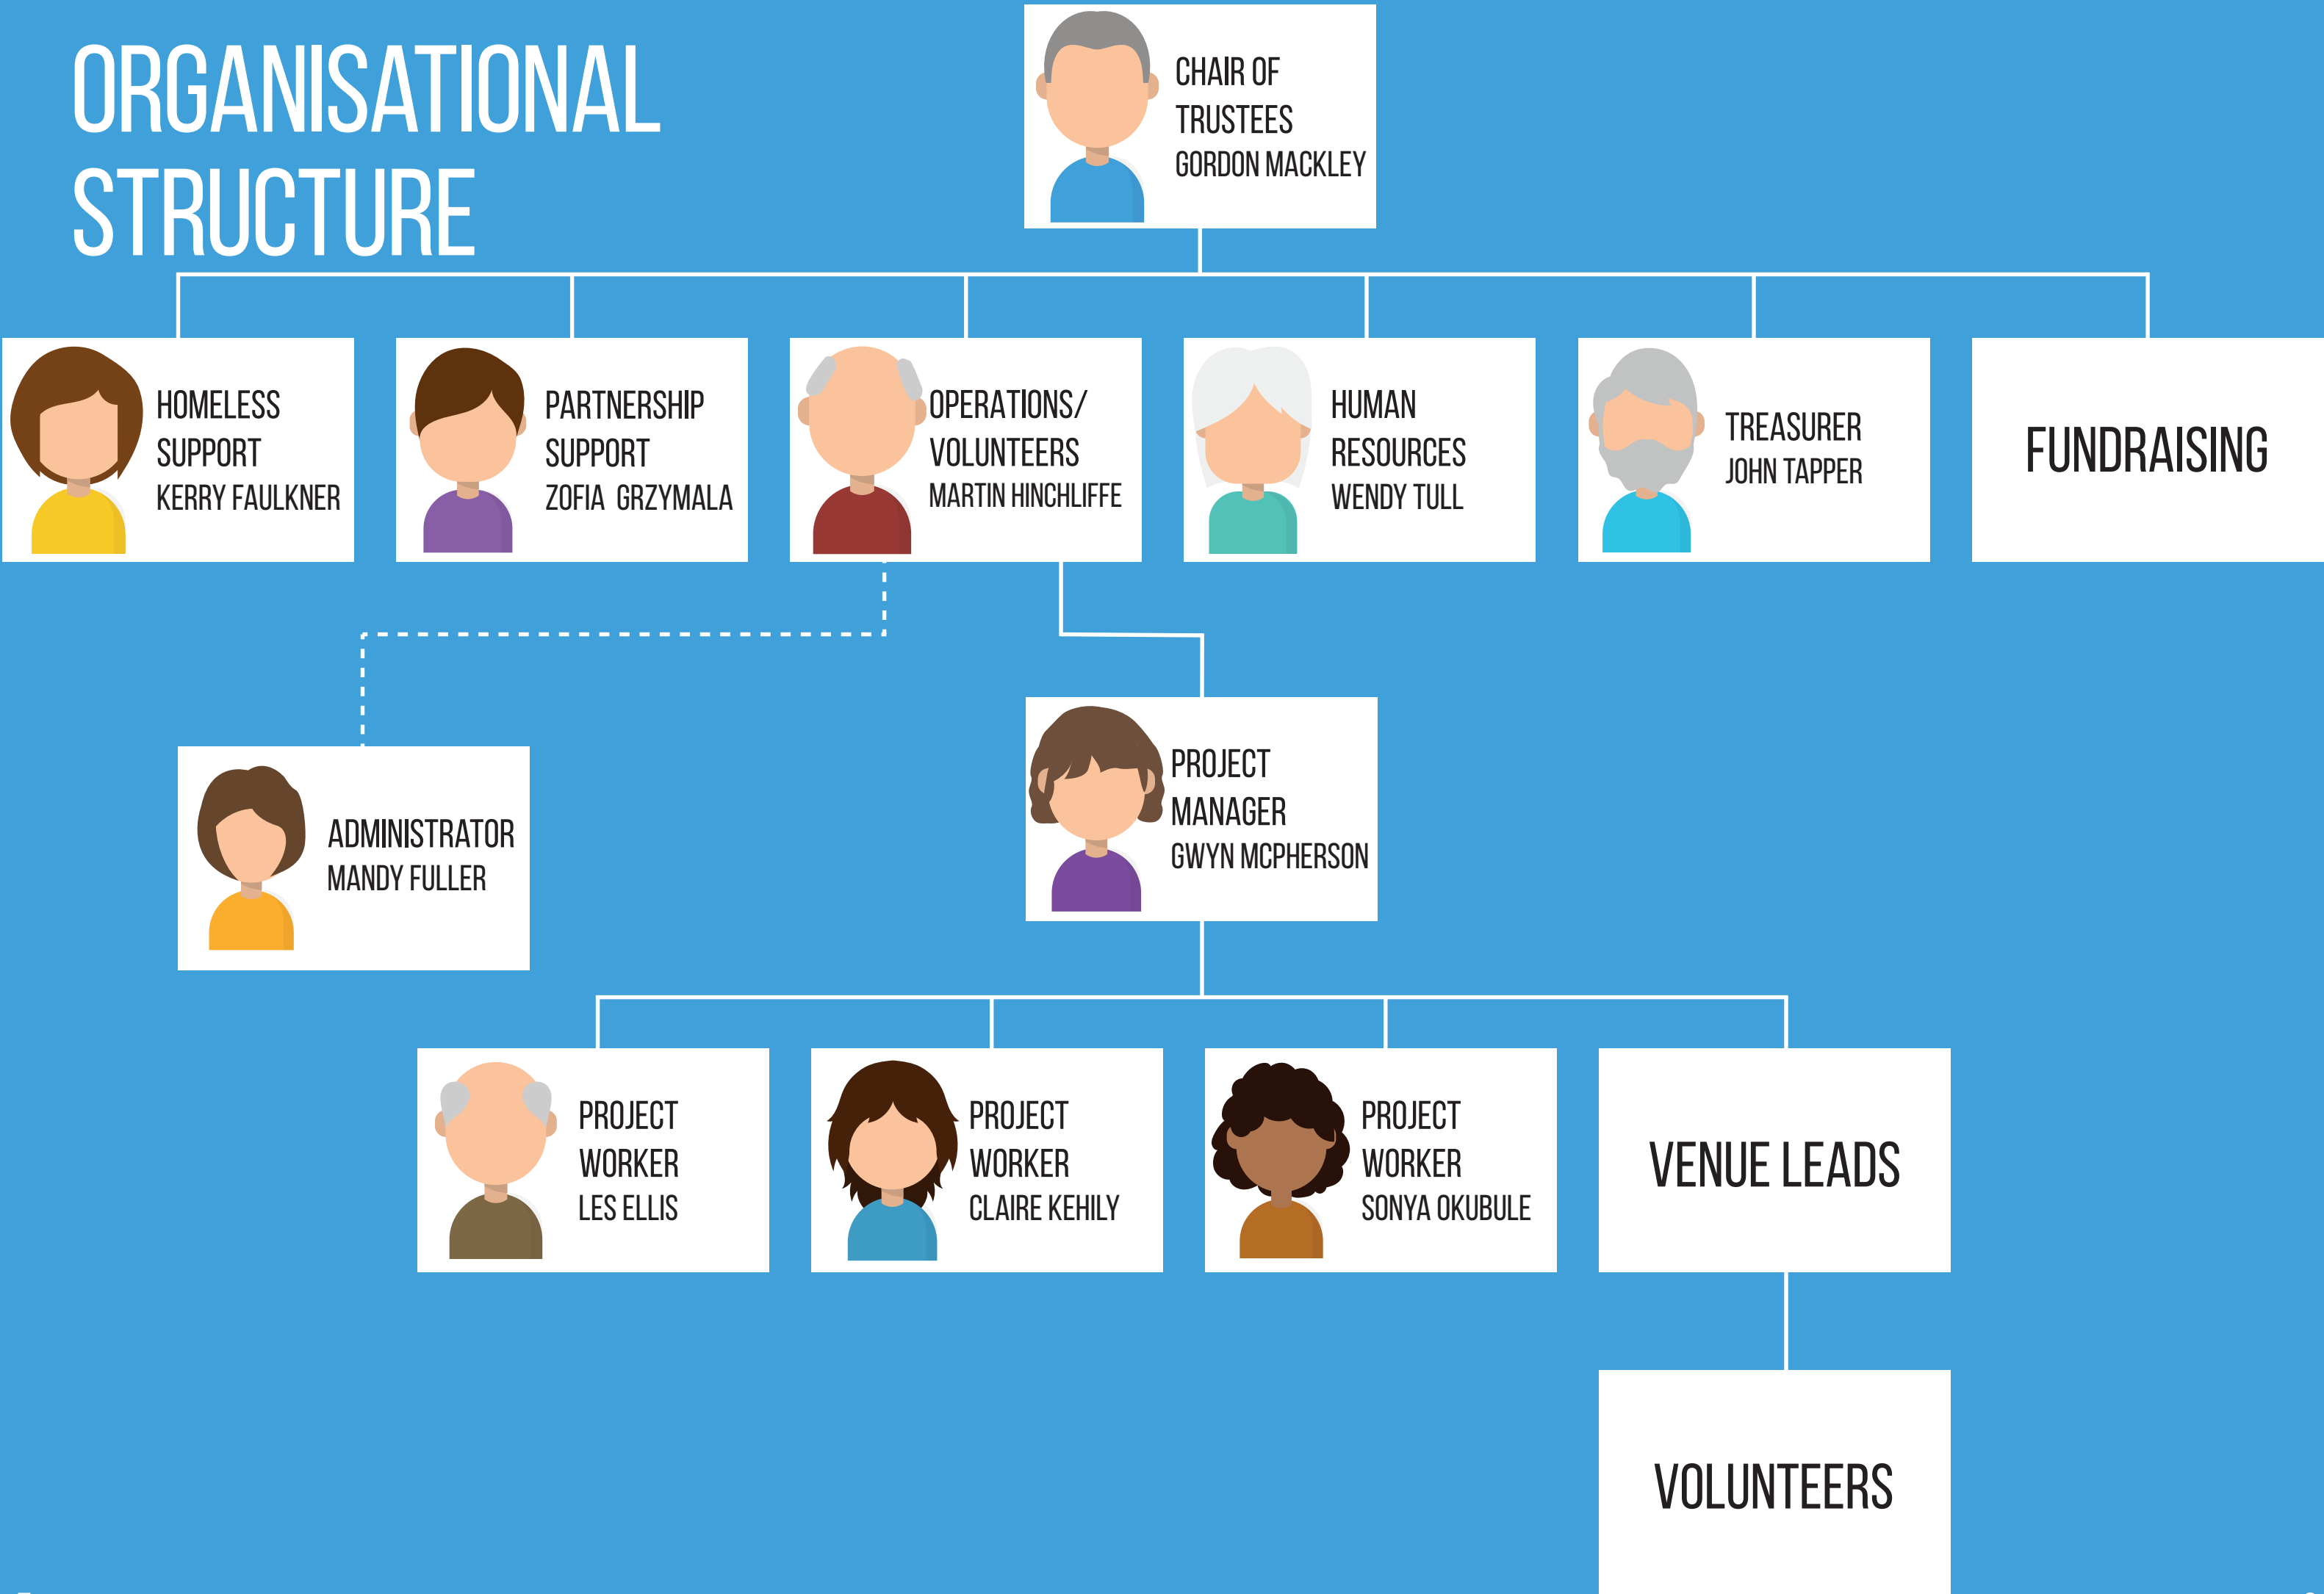 ORGANISATIONAL
STRUCTURE
CHAIR OF
TRUSTEES
GORDON MACKLEY
HOMELESS
SUPPORT
KERRY FAULKNER
PARTNERSHIP
SUPPORT
ZOFIA GRZYMALA
OPERATIONS/
VOLUNTEERS
MARTIN HINCHLIFFE
HUMAN
RESOURCES
WENDY TULL
TREASURER
JOHN TAPPER
FUNDRAISING
ADMINISTRATOR
MANDY FULLER
PROJECT
MANAGER
GWYN MCPHERSON
PROJECT
WORKER
LES ELLIS
PROJECT
WORKER
CLAIRE KEHILY
PROJECT
WORKER
SONYA OKUBULE
VENUE LEADS
VOLUNTEERS